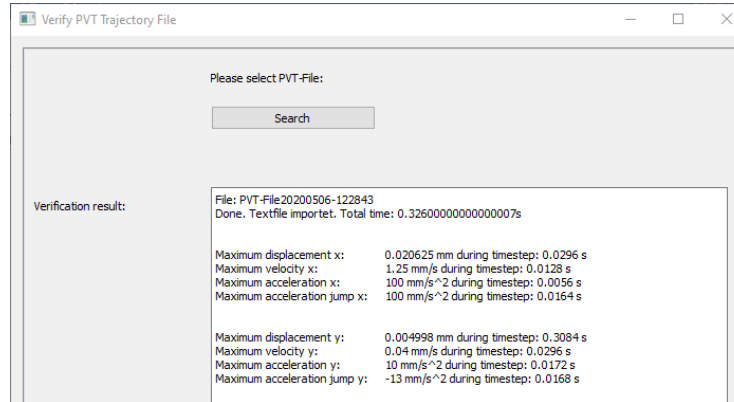 Verify PVT Trajectory File
Please select PVT-File:
Search
Verification result:
File: PVT-File20200506-122843
Done. Textfile importet. Total time: 0.32600000000000007s
Maximum displacement x: 0.020625 mm during timestep: 0.0296 s
Maximum velocity x: 1.25 mm/s during timestep: 0.0128 s
Maximum acceleration x: 100 mm/s^2 during timestep: 0.0056 s
Maximum acceleration jump x: 100 mm/s^2 during timestep: 0.0164 s
Maximum displacement y: 0.004998 mm during timestep: 0.3084 s
Maximum velocity y: 0.04 mm/s during timestep: 0.0296 s
Maximum acceleration y: 10 mm/s^2 during timestep: 0.0172 s
Maximum acceleration jump y: -13 mm/s^2 during timestep: 0.0168 s